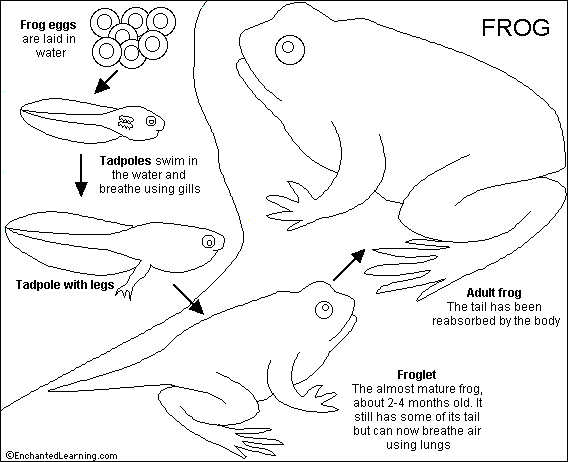 FROG
Frog eggs
are laid in
water
Tadpoles swim in
the water and
breathe using gills
Tadpole with legs
Froglet
The almost mature frog,
about 2-4 months old. It
still has some of its tail
but can now breathe air
using lungs
Adult frog
The tail has been
reabsorbed by the body
©EnchantedLearning.com